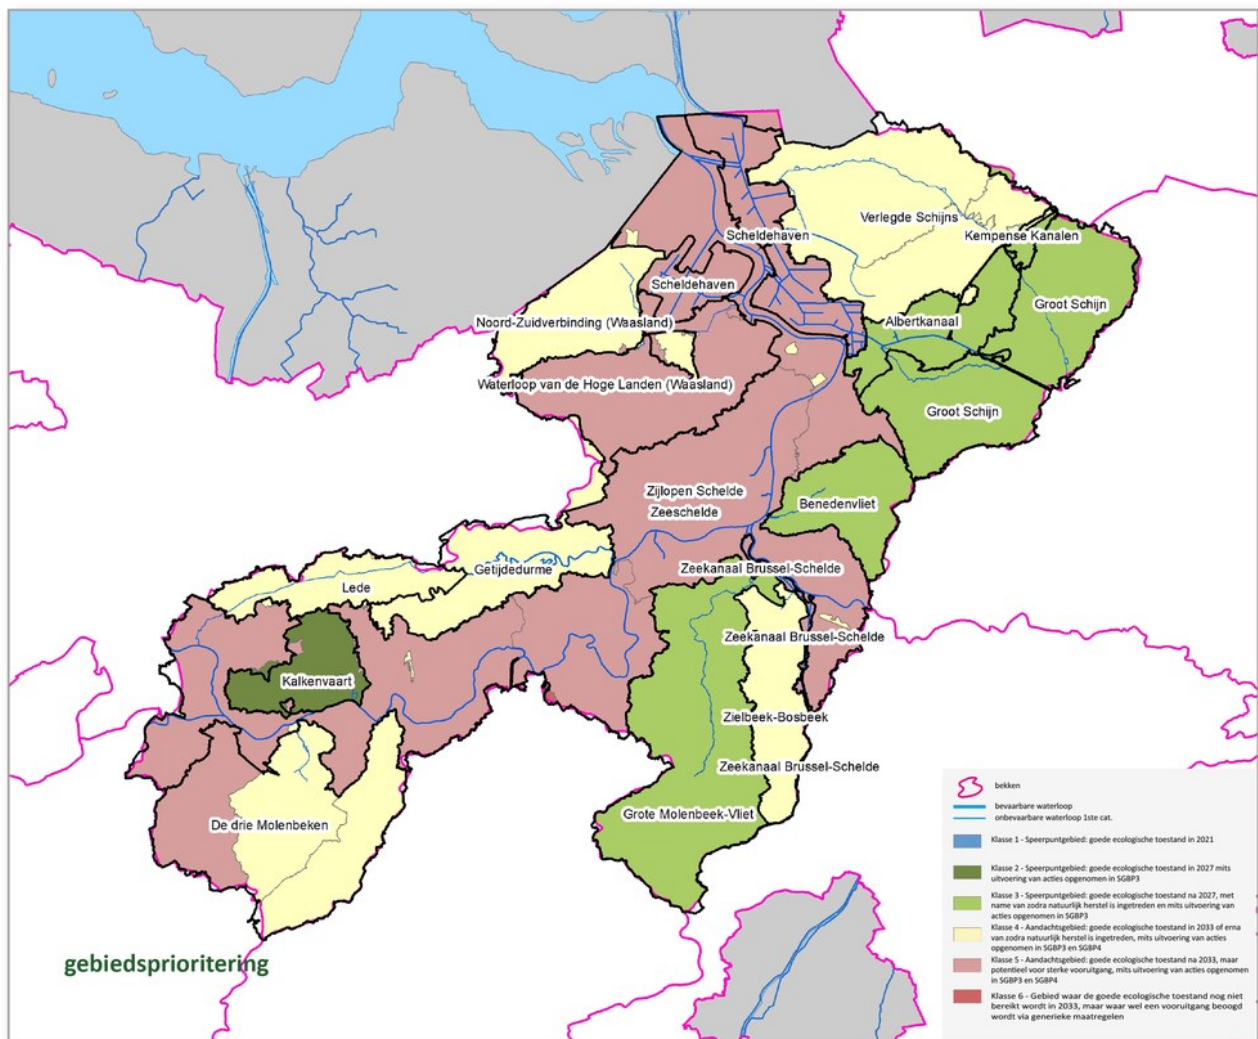 Verlegde Schijns
Scheldehaven
Kempense Kanalen
Scheldehaven
Groot Schijn
Noord-Zuidverbinding (Waasland)
Albertkanaal
Waterloop van de Hoge Landen (Waasland)
Groot Schijn
Zijlopen Schelde
Zeeschelde
Benedenvliet
Getijdedurme
Zeekanaal Brussel-Schelde
Lede
Zeekanaal Brussel-Schelde
Kalkenvaart
Zielbeek-Bosbeek
Zeekanaal Brussel-Schelde
De drie Molenbeken
Grote Molenbeek-Vliet
gebiedsprioritering
bekken
bevaarbare waterloop
onbevaarbare waterloop 1ste cat.
Klasse 1 - Speerpuntgebied: goede ecologische toestand in 2021
Klasse 2 - Speerpuntgebied: goede ecologische toestand in 2027 mits
uitvoering van acties opgenomen in SGBP3
Klasse 3 - Speerpuntgebied: goede ecologische toestand na 2027, met
name van zodra natuurlijk herstel is ingetreden en mits uitvoering van
acties opgenomen in SGBP3
Klasse 4 - Aandachtsgebied: goede ecologische toestand in 2033 of erna
van zodra natuurlijk herstel is ingetreden, mits uitvoering van acties
opgenomen in SGBP3 en SGBP4
Klasse 5 - Aandachtsgebied: goede ecologische toestand na 2033, maar
potentieel voor sterke vooruitgang, mits uitvoering van acties opgenomen
in SGBP3 en SGBP4
Klasse 6 - Gebied waar de goede ecologische toestand nog niet
bereikt wordt in 2033, maar waar wel een vooruitgang beoogd
wordt via generieke maatregelen